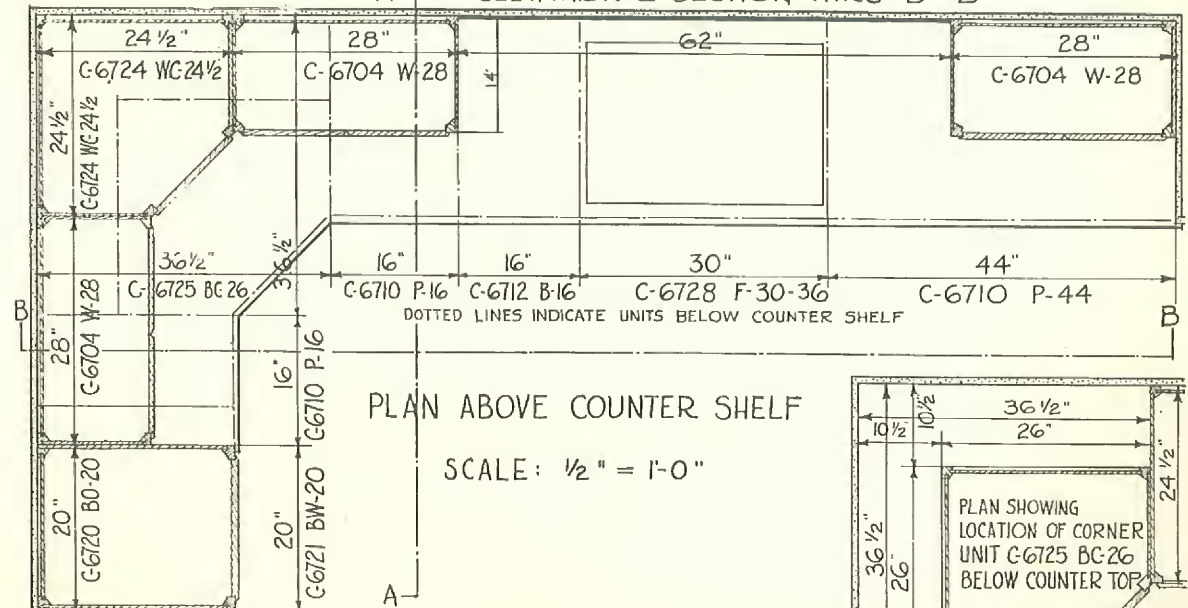 24½"
28"
62"
28"
C-6724 WC24½
C-6704 W-28
C-6704 W-28
14"
24½"
C-6724 WC24½
36½"
36½"
16"
16"
30"
44"
C-6725 BC 26
C-6710 P-16
C-6712 B-16
C-6728 F-30-36
C-6710 P-44
DOTTED LINES INDICATE UNITS BELOW COUNTER SHELF
B
B
28"
C-6704 W-28
16"
C-6710 P-16
PLAN ABOVE COUNTER SHELF
SCALE: ½" = 1'-0"
20"
C-6720 BO-20
20"
C-6721 BW-20
A
36½"
10½"
10½"
26"
24½"
36½"
26"
PLAN SHOWING
LOCATION OF CORNER
UNIT C-6725 BC-26
BELOW COUNTER TOP